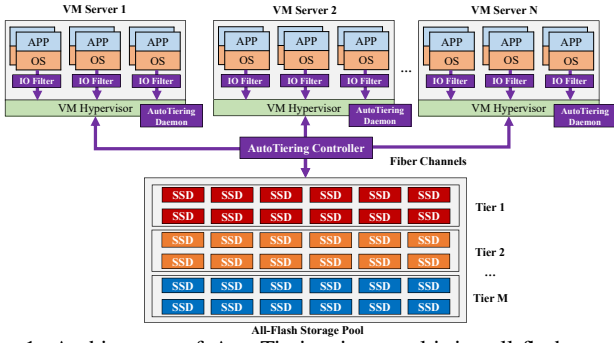 VM Server 1 VM Server 2 VM Server N
APP APP APP APP APP APP APP APP APP
OS OS OS OS OS OS OS OS OS
...
IO Filter IO Filter IO Filter IO Filter IO Filter IO Filter IO Filter IO Filter IO Filter
VM Hypervisor VM Hypervisor VM Hypervisor
AutoTiering Daemon AutoTiering Daemon AutoTiering Daemon
AutoTiering Controller
Fiber Channels
SSD SSD SSD SSD SSD SSD
SSD SSD SSD SSD SSD SSD
Tier 1
SSD SSD SSD SSD SSD SSD
SSD SSD SSD SSD SSD SSD
Tier 2
...
SSD SSD SSD SSD SSD SSD
SSD SSD SSD SSD SSD SSD
Tier M
All-Flash Storage Pool